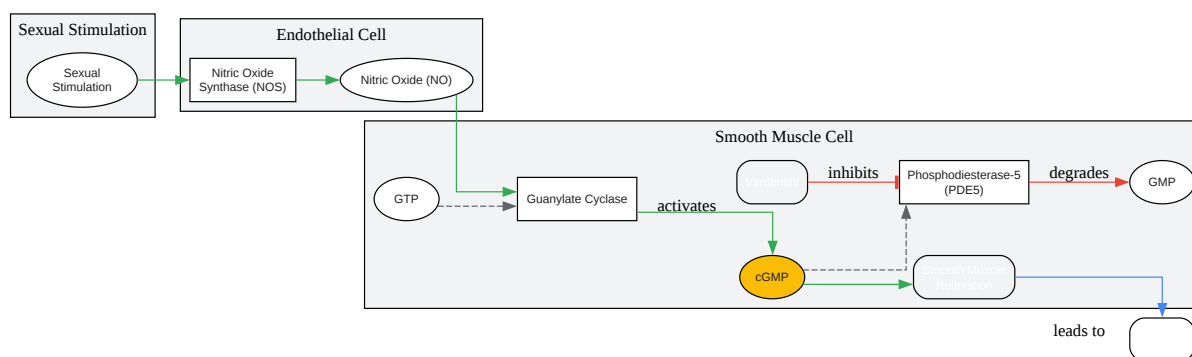 Sexual Stimulation
Sexual
Stimulation
Endothelial Cell
Nitric Oxide
Synthase (NOS)
Nitric Oxide (NO)
Smooth Muscle Cell
GTP
Guanylate Cyclase
activates
Vardenafil
inhibits
Phosphodiesterase-5
(PDE5)
degrades
GMP
cGMP
Smooth Muscle
Relaxation
leads to